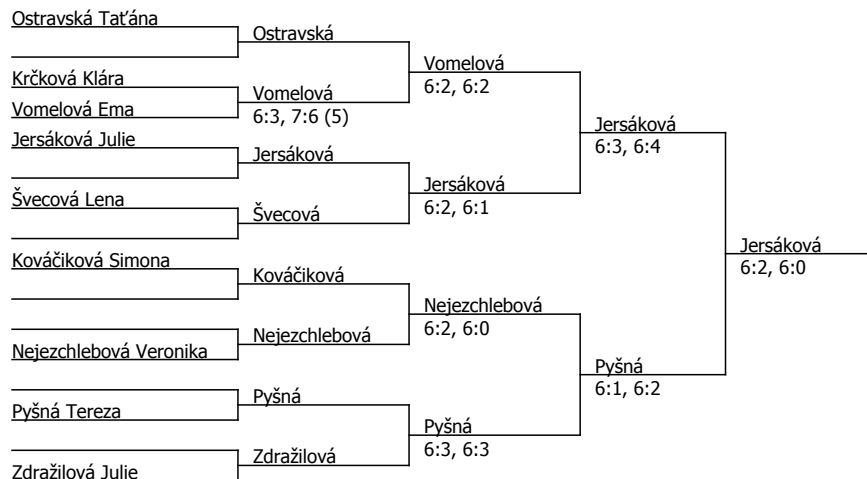 Ostravská Taťána
Krčková Klára
Vomelová Ema
Jersáková Julie
Švecová Lena
Kováčiková Simona
Nejezchlebová Veronika
Pyšná Tereza
Zdražilová Julie
Ostravská
Vomelová
6:3, 7:6 (5)
Jersáková
Švecová
Kováčiková
Nejezchlebová
Pyšná
Zdražilová
Vomelová
6:2, 6:2
Jersáková
6:2, 6:1
Nejezchlebová
6:2, 6:0
Pyšná
6:3, 6:3
Jersáková
6:3, 6:4
Pyšná
6:1, 6:2
Jersáková
6:2, 6:0